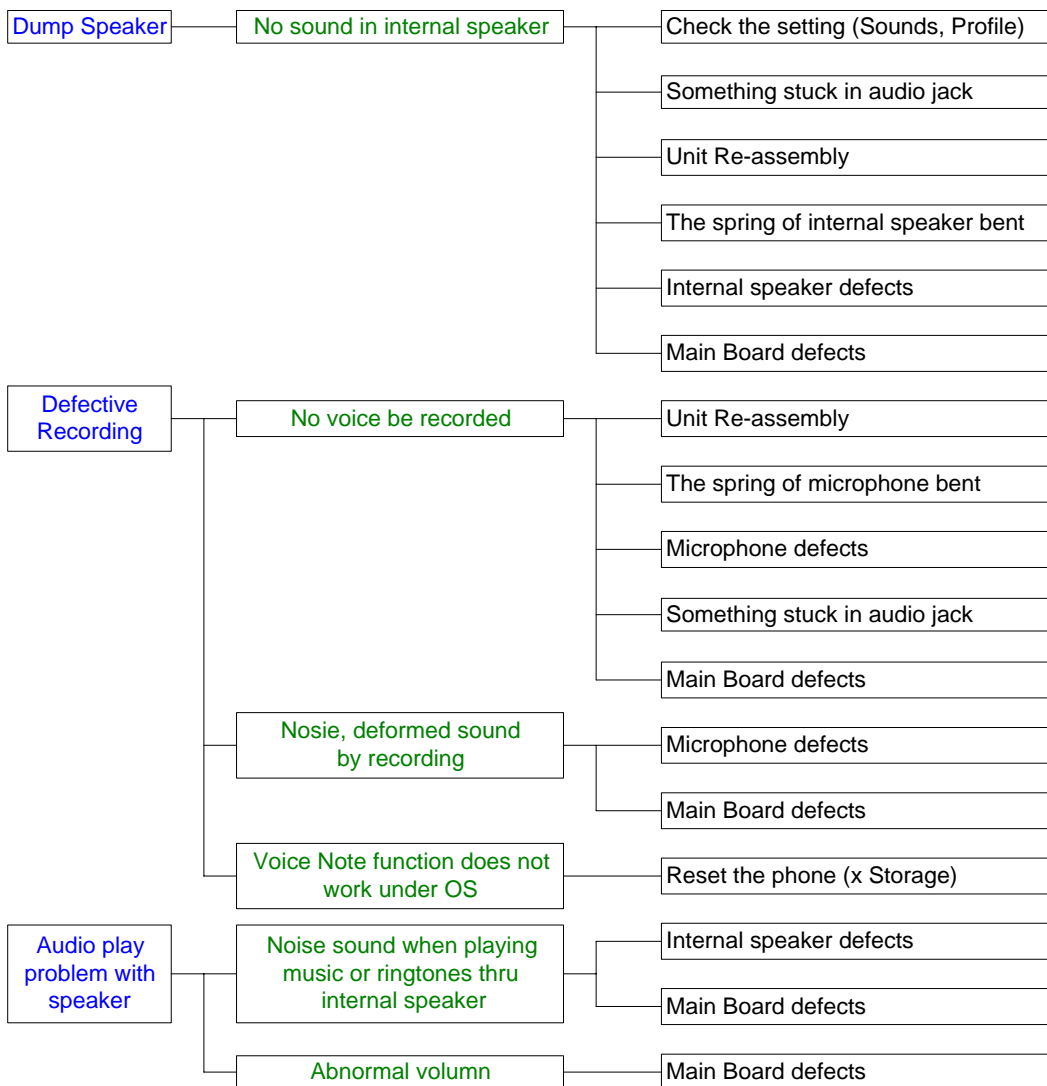 Dump Speaker
No sound in internal speaker
Check the setting (Sounds, Profile)
Something stuck in audio jack
Unit Re-assembly
The spring of internal speaker bent
Internal speaker defects
Main Board defects
Defective
Recording
No voice be recorded
Unit Re-assembly
The spring of microphone bent
Microphone defects
Something stuck in audio jack
Main Board defects
Nosie, deformed sound
by recording
Microphone defects
Main Board defects
Voice Note function does not
work under OS
Reset the phone (x Storage)
Audio play
problem with
speaker
Noise sound when playing
music or ringtones thru
internal speaker
Internal speaker defects
Main Board defects
Abnormal volumn
Main Board defects